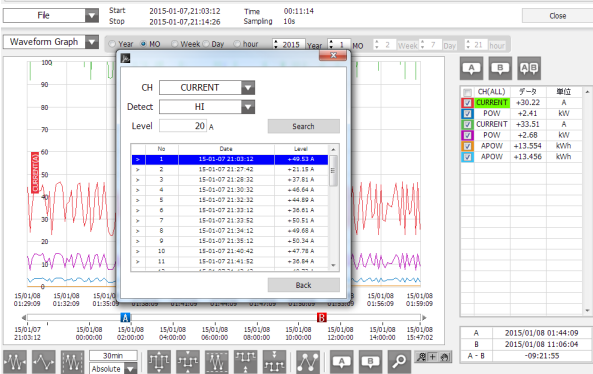 File
Start 2015-01-07,21:03:12 Time 00:11:14
Stop 2015-01-07,21:14:26 Sampling 10s
Close
Waveform Graph
Year MO Week Day hour 2015 Year 1 MO 2 Week 7 Day 21 hour
CH CURRENT
Detect HI
Level 20 A Search
No Date Level
> 1 15-01-07 21:03:12 +49.53 A
> 2 15-01-07 21:27:42 +21.15 A
> 3 15-01-07 21:28:32 +37.81 A
> 4 15-01-07 21:30:32 +46.64 A
> 5 15-01-07 21:32:32 +44.89 A
> 6 15-01-07 21:33:12 +36.61 A
> 7 15-01-07 21:33:52 +50.51 A
> 8 15-01-07 21:34:12 +49.68 A
> 9 15-01-07 21:35:12 +50.34 A
> 10 15-01-07 21:40:42 +47.78 A
> 11 15-01-07 21:41:52 +36.84 A
Back
100
90
80
70
60
50
40
30
20
10
0
CURRENT(A)
A B AB
CH(ALL) データ 単位
CURRENT +30.22 A
POW +2.41 kW
CURRENT +33.51 A
POW +2.68 kW
APOW +13.554 kWh
APOW +13.456 kWh
15/01/08 15/01/08 15/01/08 15/01/08
01:29:09 01:32:09 01:56:09 01:59:09
A B
15/01/07 15/01/08 15/01/08 15/01/08 15/01/08 15/01/08 15/01/08 15/01/08 15/01/08
21:03:12 00:00:00 02:00:00 04:00:00 06:00:00 08:00:00 10:00:00 12:00:00 14:00:00 15:47:02
A 2015/01/08 01:44:09
B 2015/01/08 11:06:04
A - B -09:21:55
30min
Absolute
A B